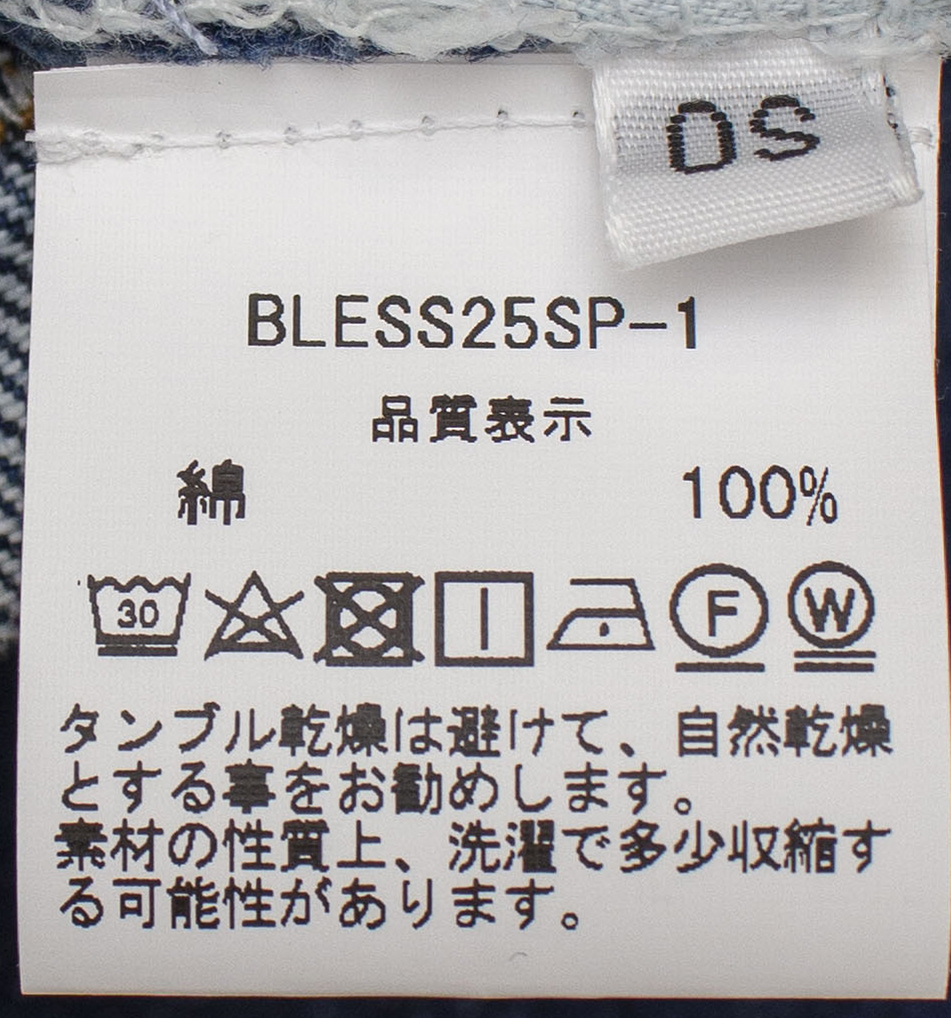 OS
BLESS25SP-1
品質表示
綿 100%
30 F W
タンブル乾燥は避けて、自然乾燥
とする事をお勧めします。
素材の性質上、洗濯で多少収縮す
る可能性があります。